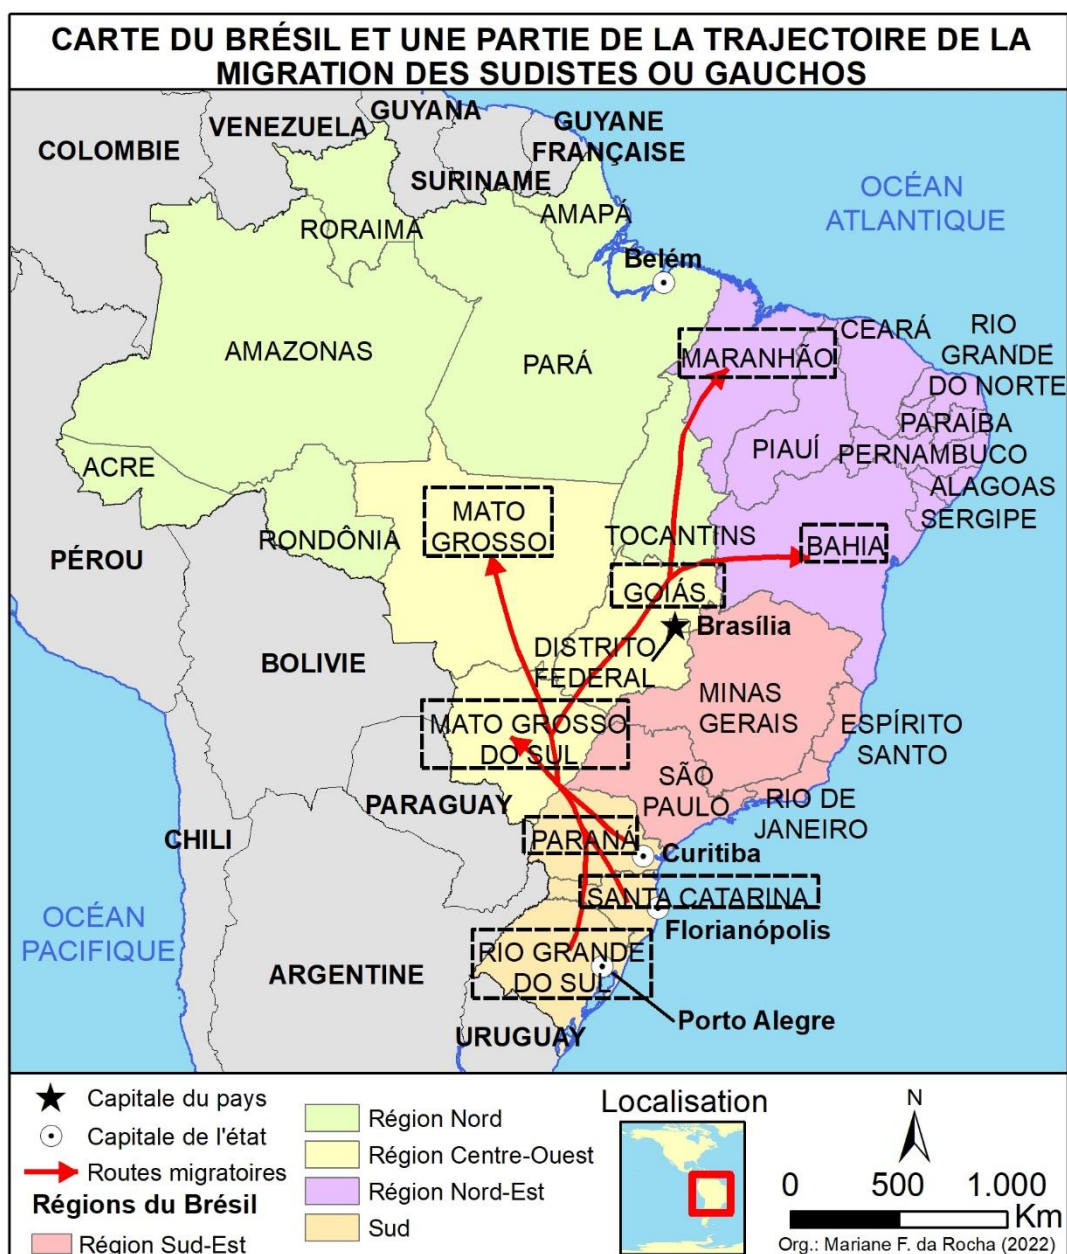 CARTE DU BRÉSIL ET UNE PARTIE DE LA TRAJECTOIRE DE LA
MIGRATION DES SUDISTES OU GAUCHOS
COLOMBIE
VENEZUELA
GUYANA
SURINAME
GUYANE
FRANÇAISE
OCÉAN
ATLANTIQUE
RORAIMA
AMAPÁ
Belém
AMAZONAS
PARÁ
MARANHÃO
CEARÁ
RIO
GRANDE
DO NORTE
PARAÍBA
PIAUÍ
PERNAMBUCO
ALAGOAS
SERGIPE
ACRE
RONDÔNIA
MATO
GROSSO
TOCANTINS
BAHIA
PÉROU
GOIÁS
Brasília
DISTRITO
FEDERAL
BOLIVIE
MINAS
GERAIS
ESPÍRITO
SANTO
MATO GROSSO
DO SUL
SÃO
PAULO
RIO DE
JANEIRO
PARAGUAY
CHILI
PARANÁ
Curitiba
SANTA CATARINA
Florianópolis
OCÉAN
PACIFIQUE
ARGENTINE
RIO GRANDE
DO SUL
Porto Alegre
URUGUAY
Capitale du pays
Capitale de l'état
Routes migratoires
Régions du Brésil
Région Sud-Est
Région Nord
Région Centre-Ouest
Région Nord-Est
Sud
Localisation
N
0 500 1.000
Km
Org.: Mariane F. da Rocha (2022)